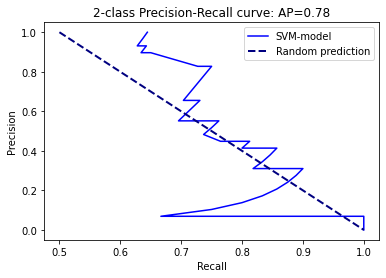 2-class Precision-Recall curve: AP=0.78
SVM-model
Random prediction
Precision
1.0
0.8
0.6
0.4
0.2
0.0
0.5 0.6 0.7 0.8 0.9 1.0
Recall